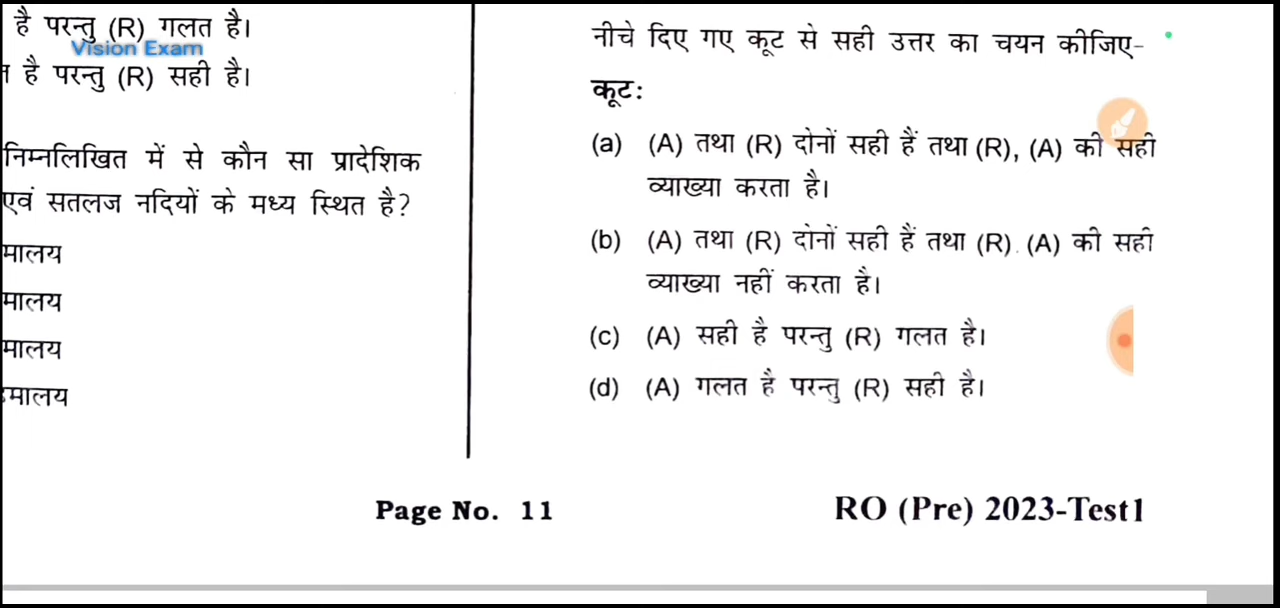 है परन्तु (R) गलत है।
Vision Exam
है परन्तु (R) सही है।
निम्नलिखित में से कौन सा प्रादेशिक
एवं सतलज नदियों के मध्य स्थित है?
मालय
मालय
मालय
मालय
नीचे दिए गए कूट से सही उत्तर का चयन कीजिए-
कूटः
(a) (A) तथा (R) दोनों सही हैं तथा (R), (A) की सही
व्याख्या करता है।
(b) (A) तथा (R) दोनों सही हैं तथा (R). (A) की सही
व्याख्या नहीं करता है।
(c) (A) सही है परन्तु (R) गलत है।
(d) (A) गलत है परन्तु (R) सही है।
Page No. 11
RO (Pre) 2023-Test1